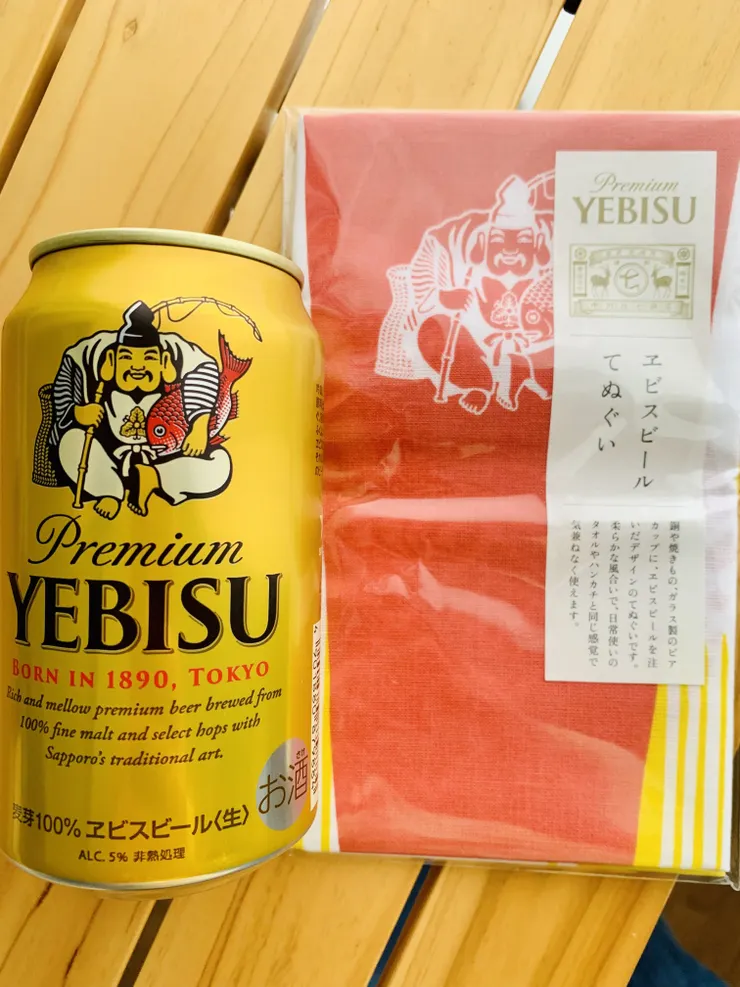 Premium
YEBISU
BORN IN 1890, TOKYO
Rich and mellow premium beer brewed from
100% fine malt and select hops with
Sapporo's traditional art.
さけ
お酒
麦芽100% ヱビスビール〈生〉
ALC. 5% 非熱処理
Premium
YEBISU
七
ヱビスビール
てぬぐい
銅や焼きもの、ガラス製のビア
カップに、ヱビスビールを注
いだデザインのてぬぐいです。
柔らかな風合いで、日常使いの
タオルやハンカチと同じ感覚で
気兼ねなく使えます。